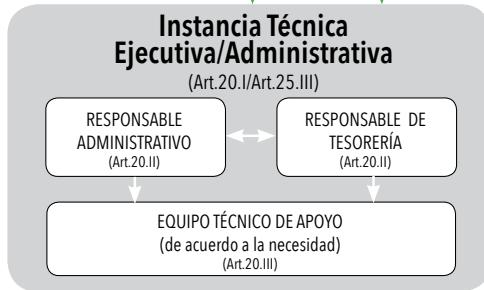 Instancia Técnica
Ejecutiva/Administrativa
(Art.20.I/Art.25.III)
RESPONSABLE
ADMINISTRATIVO
(Art.20.II)
RESPONSABLE DE
TESORERÍA
(Art.20.II)
EQUIPO TÉCNICO DE APOYO
(de acuerdo a la necesidad)
(Art.20.III)